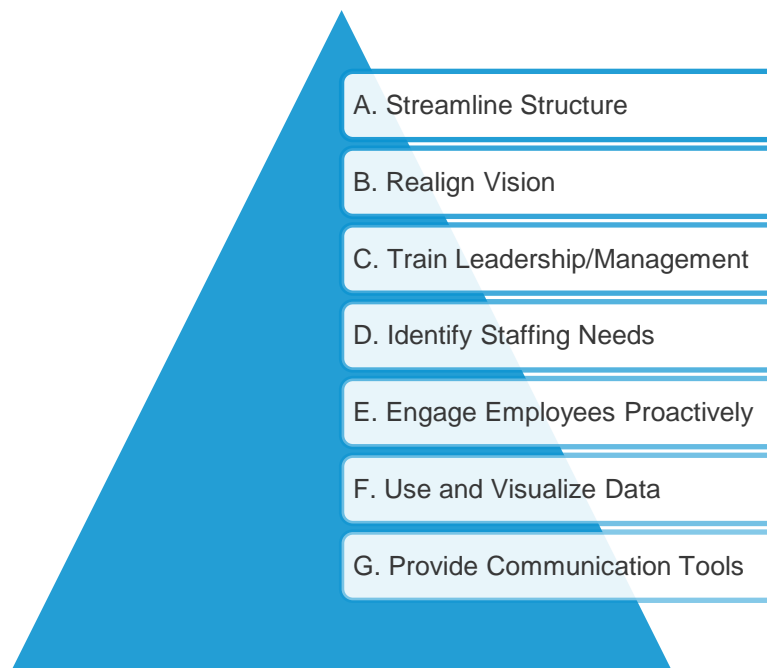 A. Streamline Structure
B. Realign Vision
C. Train Leadership/Management
D. Identify Staffing Needs
E. Engage Employees Proactively
F. Use and Visualize Data
G. Provide Communication Tools